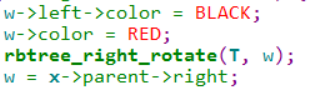 w->left->color = BLACK;
w->color = RED;
rbtree_right_rotate(T, w);
w = x->parent->right;